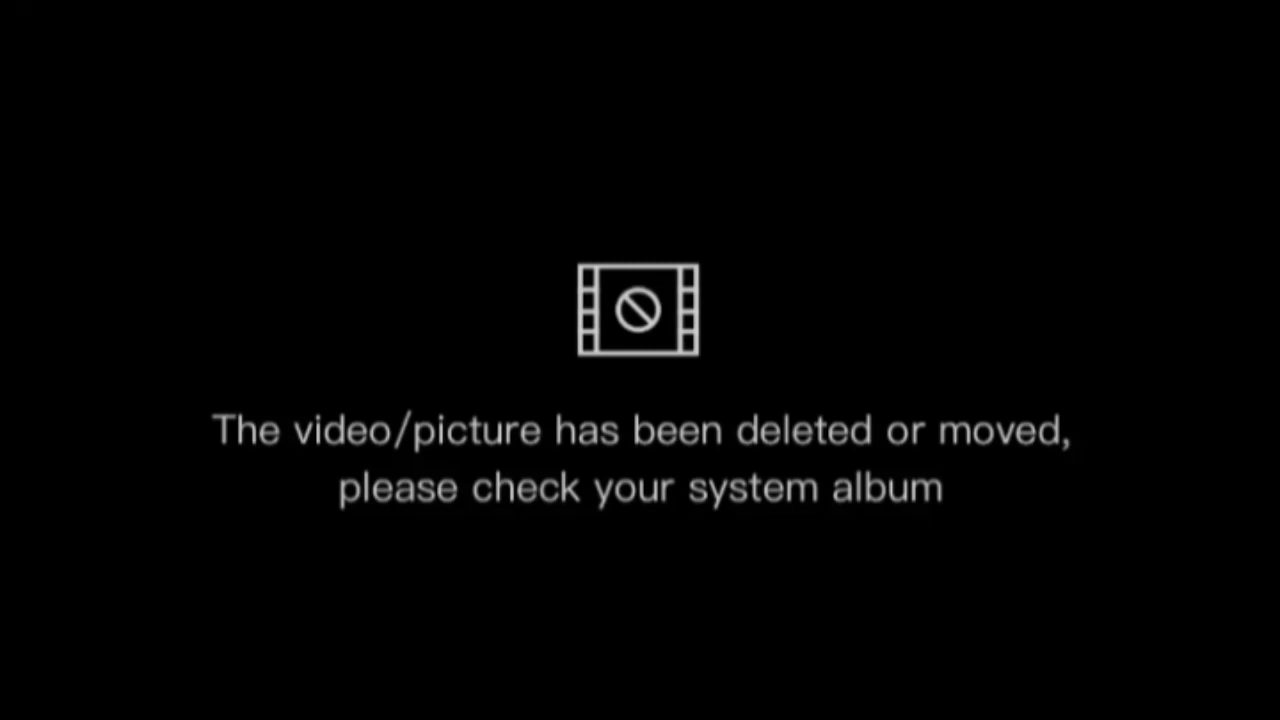 The video/picture has been deleted or moved,
please check your system album